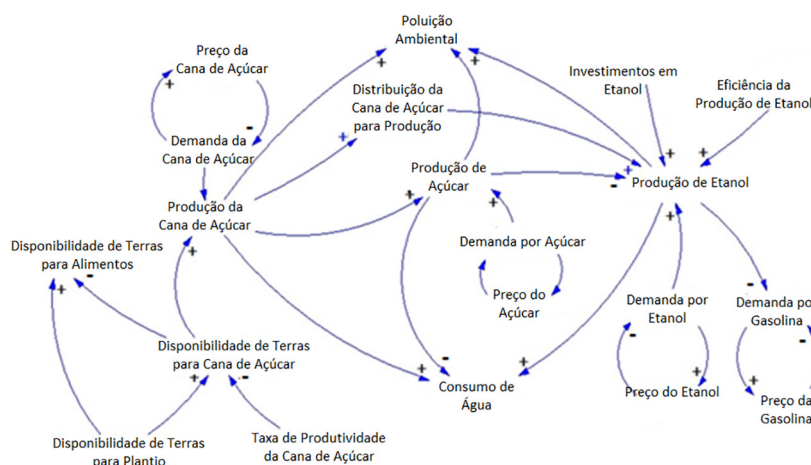 Poluição
Ambiental
Preço da
Cana de Açúcar
Investimentos em
Etanol
Eficiência da
Produção de Etanol
Distribuição da
Cana de Açúcar
para Produção
Demanda da
Cana de Açúcar
Produção de
Açúcar
Produção de Etanol
Produção da
Cana de Açúcar
Disponibilidade de Terras
para Alimentos
Demanda por Açúcar
Preço do
Açúcar
Demanda por
Etanol
Demanda po
Gasolina
Disponibilidade de Terras
para Cana de Açúcar
Consumo de
Água
Preço do Etanol
Preço da
Gasolina
Disponibilidade de Terras
para Plantio
Taxa de Produtividade
da Cana de Açúcar